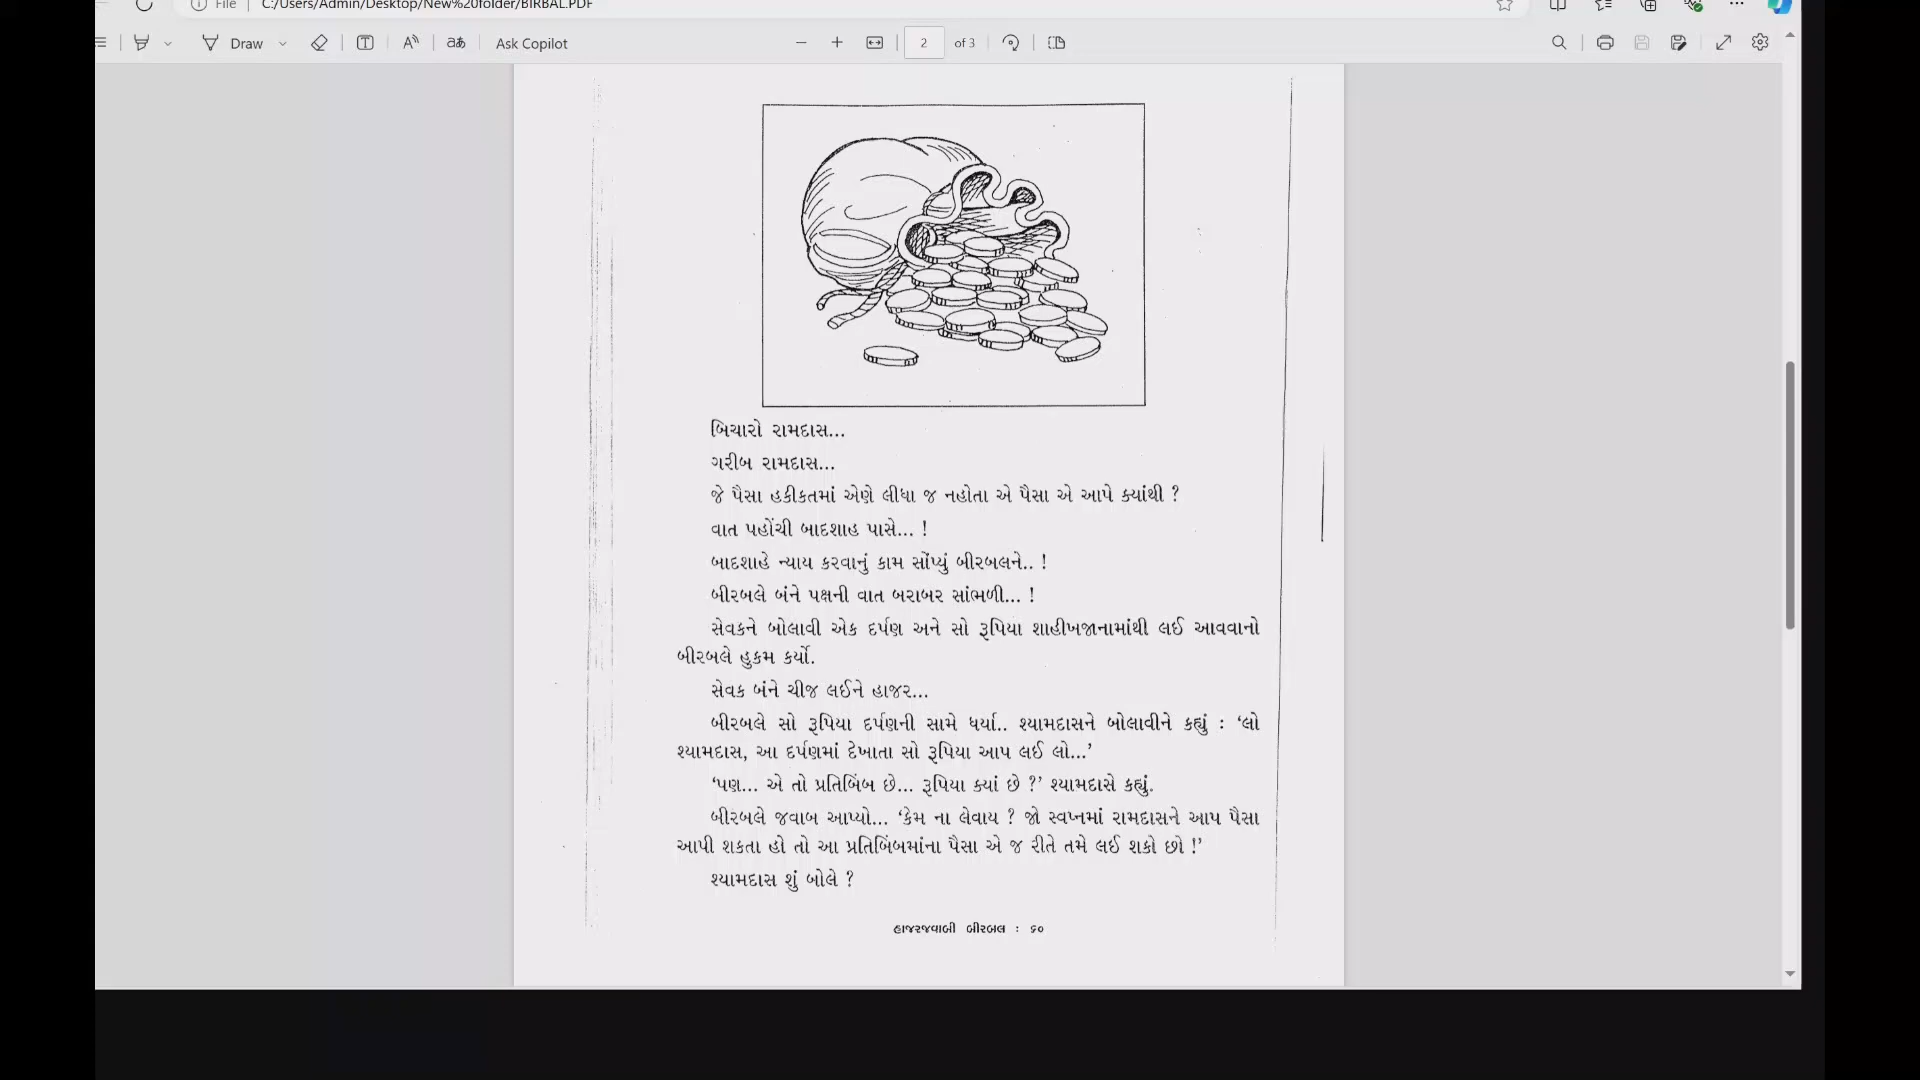 File
C:/Users/Admin/Desktop/New%20folder/BIRBAL.PDF
Draw
Ask Copilot
2 of 3
બિચારો રામદાસ...
ગરીબ રામદાસ...
જે પૈસા હકીકતમાં એણે લીધા જ નહોતા એ પૈસા એ આપે ક્યાંથી ?
વાત પહોંચી બાદશાહ પાસે... !
બાદશાહે ન્યાય કરવાનું કામ સોંપ્યું બીરબલને.. !
બીરબલે બંને પક્ષની વાત બરાબર સાંભળી... !
સેવકને બોલાવી એક દર્પણ અને સો રૂપિયા શાહીખજાનામાંથી લઈ આવવાનો
બીરબલે હુકમ કર્યો.
સેવક બંને ચીજ લઈને હાજર...
બીરબલે સો રૂપિયા દર્પણની સામે ધર્યા.. શ્યામદાસને બોલાવીને કહ્યું : ‘લો
શ્યામદાસ, આ દર્પણમાં દેખાતા સો રૂપિયા આપ લઈ લો...’
‘પણ... એ તો પ્રતિબિંબ છે... રૂપિયા ક્યાં છે ?’ શ્યામદાસે કહ્યું.
બીરબલે જવાબ આપ્યો... ‘કેમ ના લેવાય ? જો સ્વપ્નમાં રામદાસને આપ પૈસા
આપી શકતા હો તો આ પ્રતિબિંબમાંના પૈસા એ જ રીતે તમે લઈ શકો છો !’
શ્યામદાસ શું બોલે ?
હાજરજવાબી બીરબલ : ૬૦